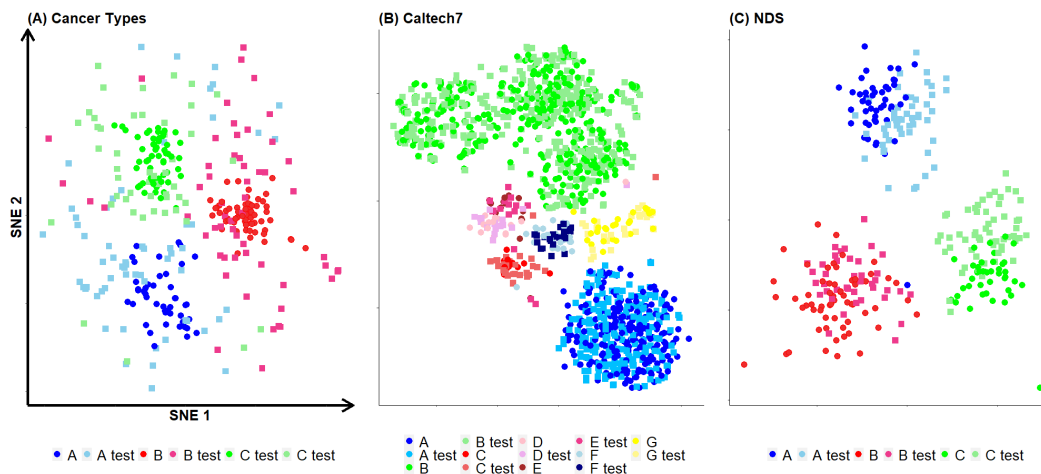 (A) Cancer Types
(B) Caltech7
(C) NDS
SNE 2
SNE 1
A A test B B test C test C test
A B test D E test G
A test C D test F G test
B C test E F test
A A test B B test C C test